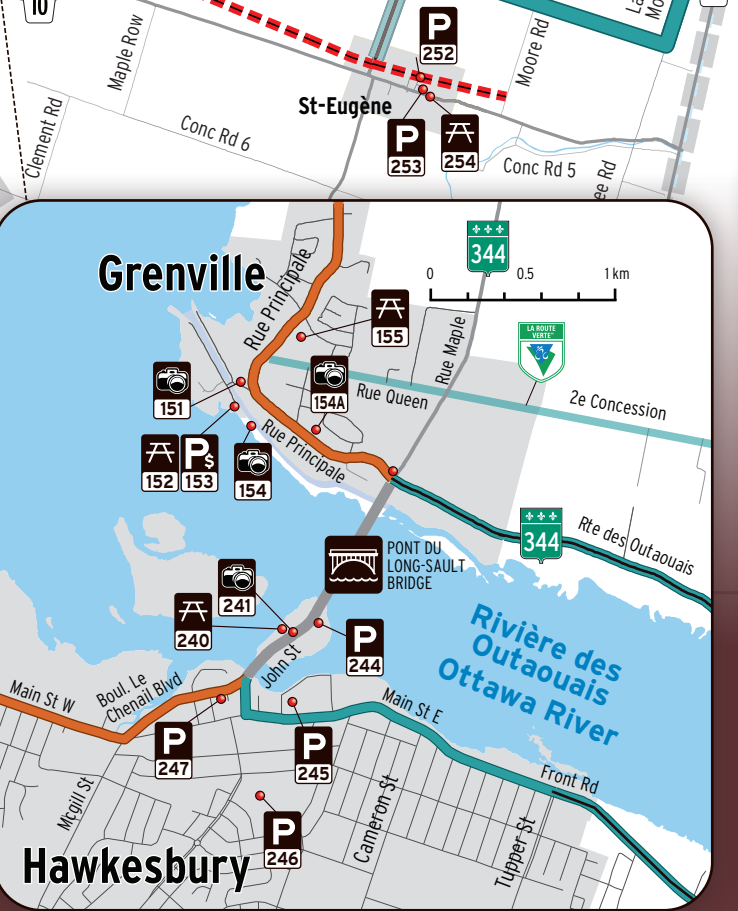 10
Maple Row
Clement Rd
Conc Rd 6
St-Eugène
P
252
Moore Rd
La
Mo
P
253
254
Conc Rd 5
ee Rd
Grenville
Rue Principale
344
0 0.5 1 km
155
LA ROUTE
VERTE
Rue Maple
151
154A
Rue Queen
2e Concession
152
P$
153
154
Rue Principale
344
Rte des Outaouais
PONT DU
LONG-SAULT
BRIDGE
241
240
P
244
John St
Rivière des
Outaouais
Ottawa River
Main St W
Boul. Le
Chenail Blvd
Main St E
P
247
P
245
Front Rd
Mcgill St
P
246
Cameron St
Tupper St
Hawkesbury